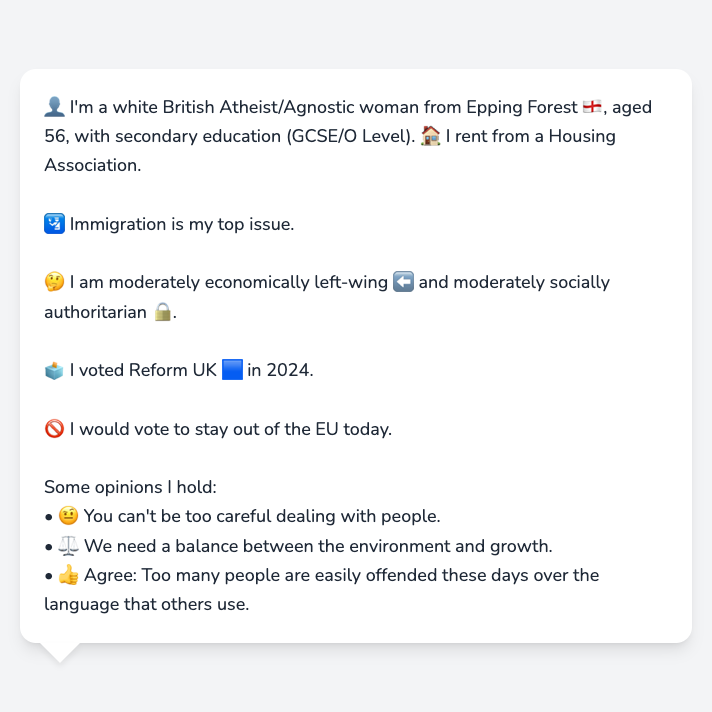 👤 I'm a white British Atheist/Agnostic woman from Epping Forest 🏴󠁧󠁢󠁥󠁮󠁧󠁿, aged
56, with secondary education (GCSE/O Level). 🏠 I rent from a Housing
Association.
🛂 Immigration is my top issue.
🤔 I am moderately economically left-wing ⬅️ and moderately socially
authoritarian 🔒.
🗳️ I voted Reform UK 🟦 in 2024.
🚫 I would vote to stay out of the EU today.
Some opinions I hold:
• 🤨 You can't be too careful dealing with people.
• ⚖️ We need a balance between the environment and growth.
• 👍 Agree: Too many people are easily offended these days over the
language that others use.